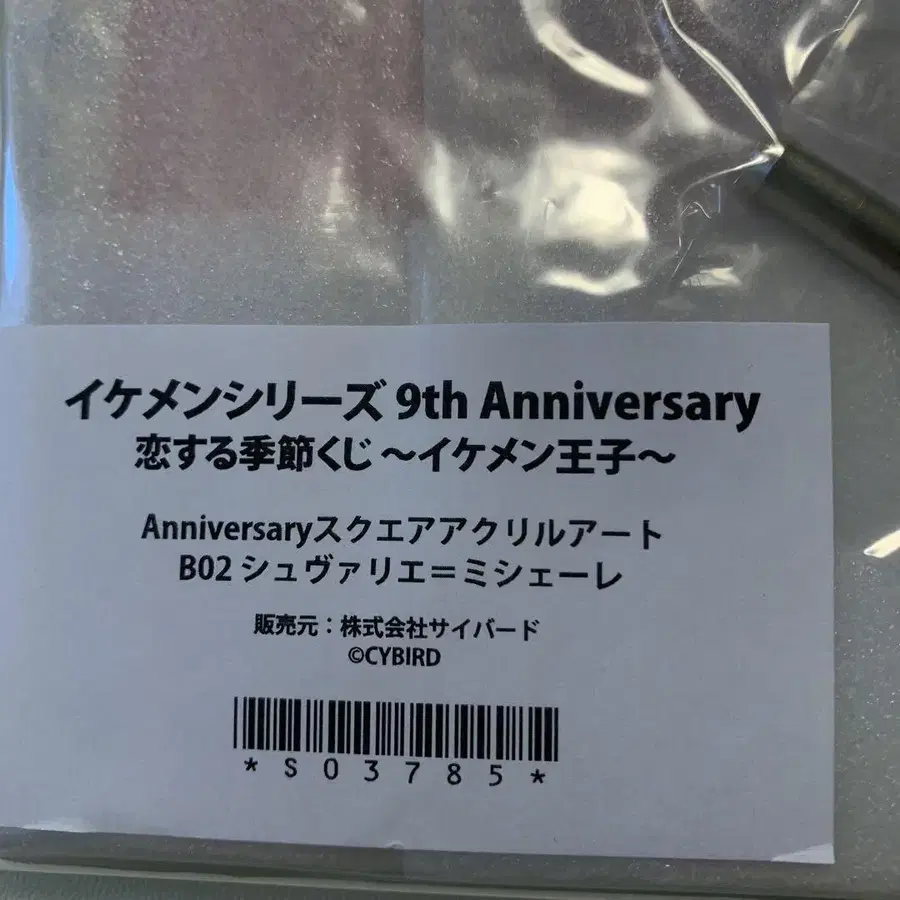 イケメンシリーズ 9th Anniversary
恋する季節くじ ～イケメン王子～
Anniversaryスクエアアクリルアート
B02 シュヴァリエ＝ミシェーレ
販売元：株式会社サイバード
©CYBIRD
*S03785*